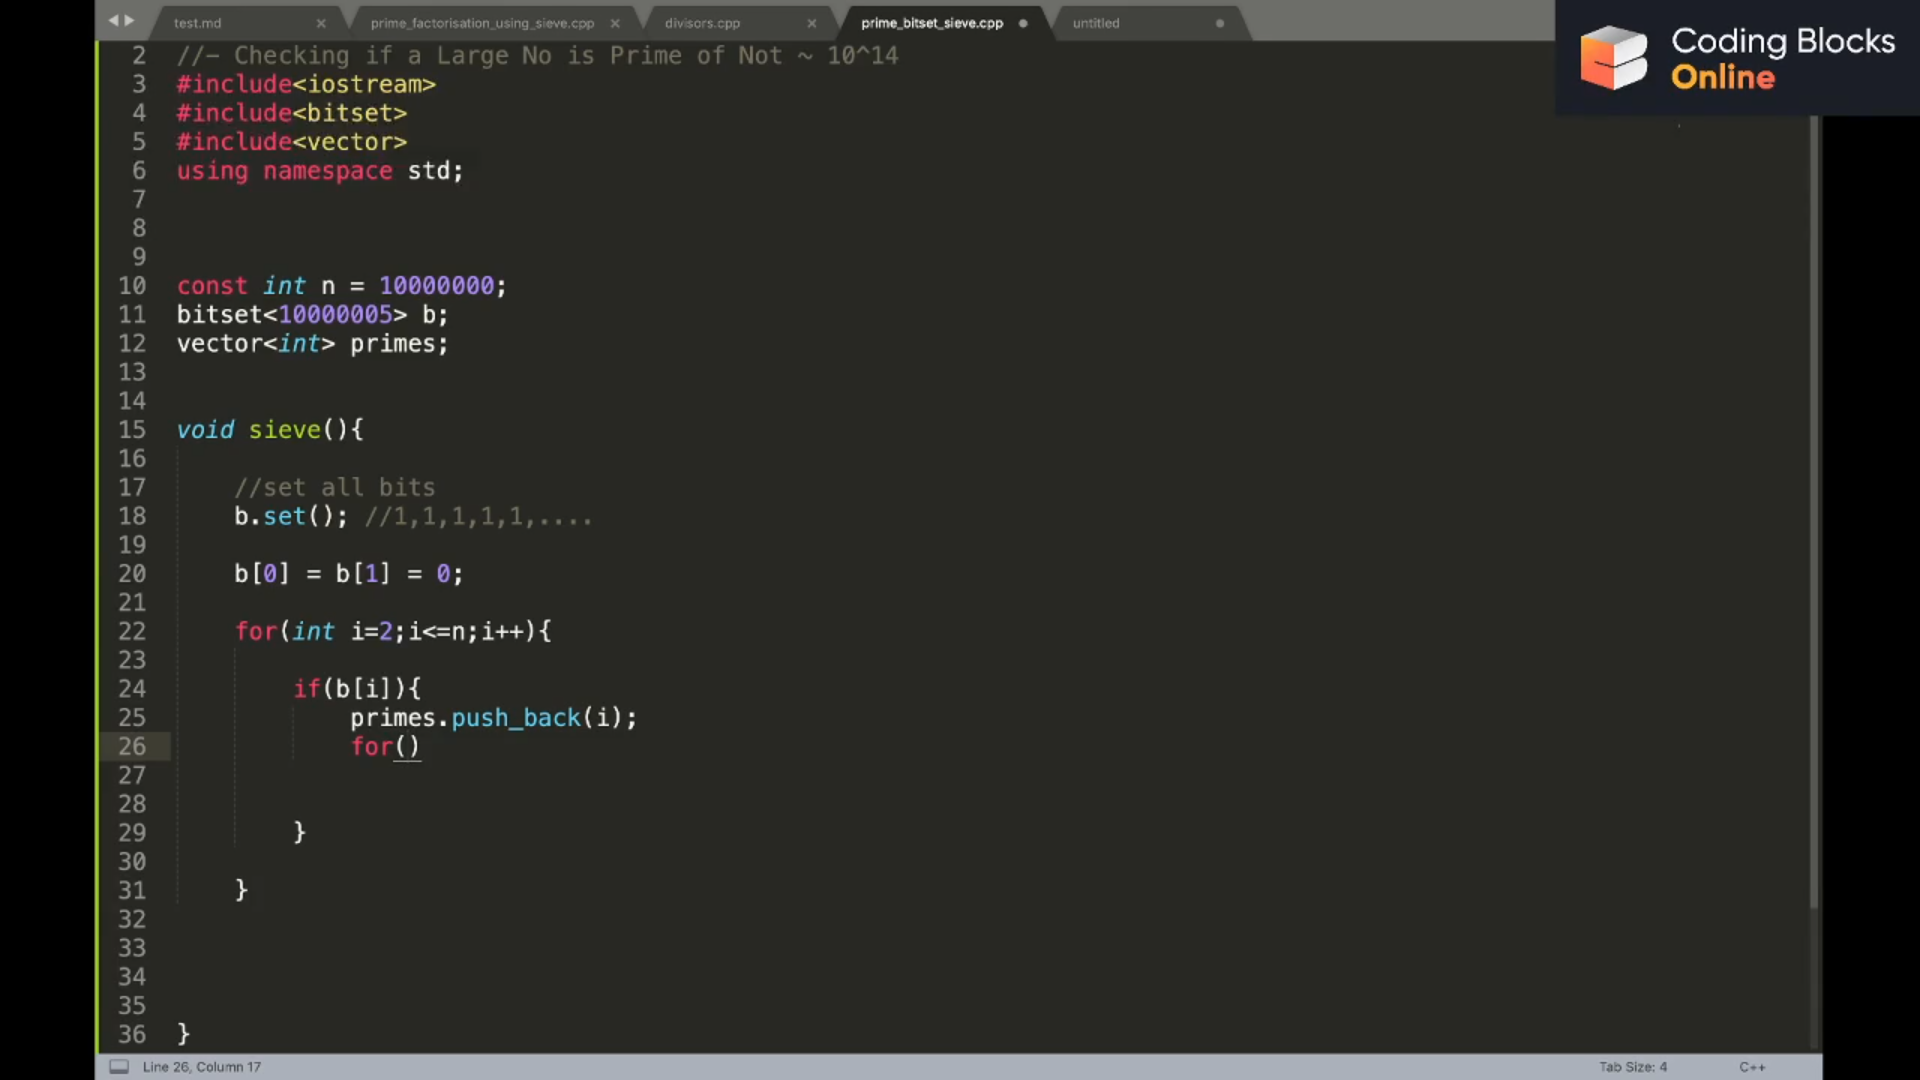 test.md
prime_factorisation_using_sieve.cpp
divisors.cpp
prime_bitset_sieve.cpp
untitled
Coding Blocks
Online
2 //- Checking if a Large No is Prime of Not ~ 10^14
3 #include<iostream>
4 #include<bitset>
5 #include<vector>
6 using namespace std;
7
8
9
10 const int n = 10000000;
11 bitset<10000005> b;
12 vector<int> primes;
13
14
15 void sieve(){
16
17 //set all bits
18 b.set(); //1,1,1,1,1,....
19
20 b[0] = b[1] = 0;
21
22 for(int i=2;i<=n;i++){
23
24 if(b[i]){
25 primes.push_back(i);
26 for()
27
28
29 }
30
31 }
32
33
34
35
36 }
Line 26, Column 17
Tab Size: 4
C++